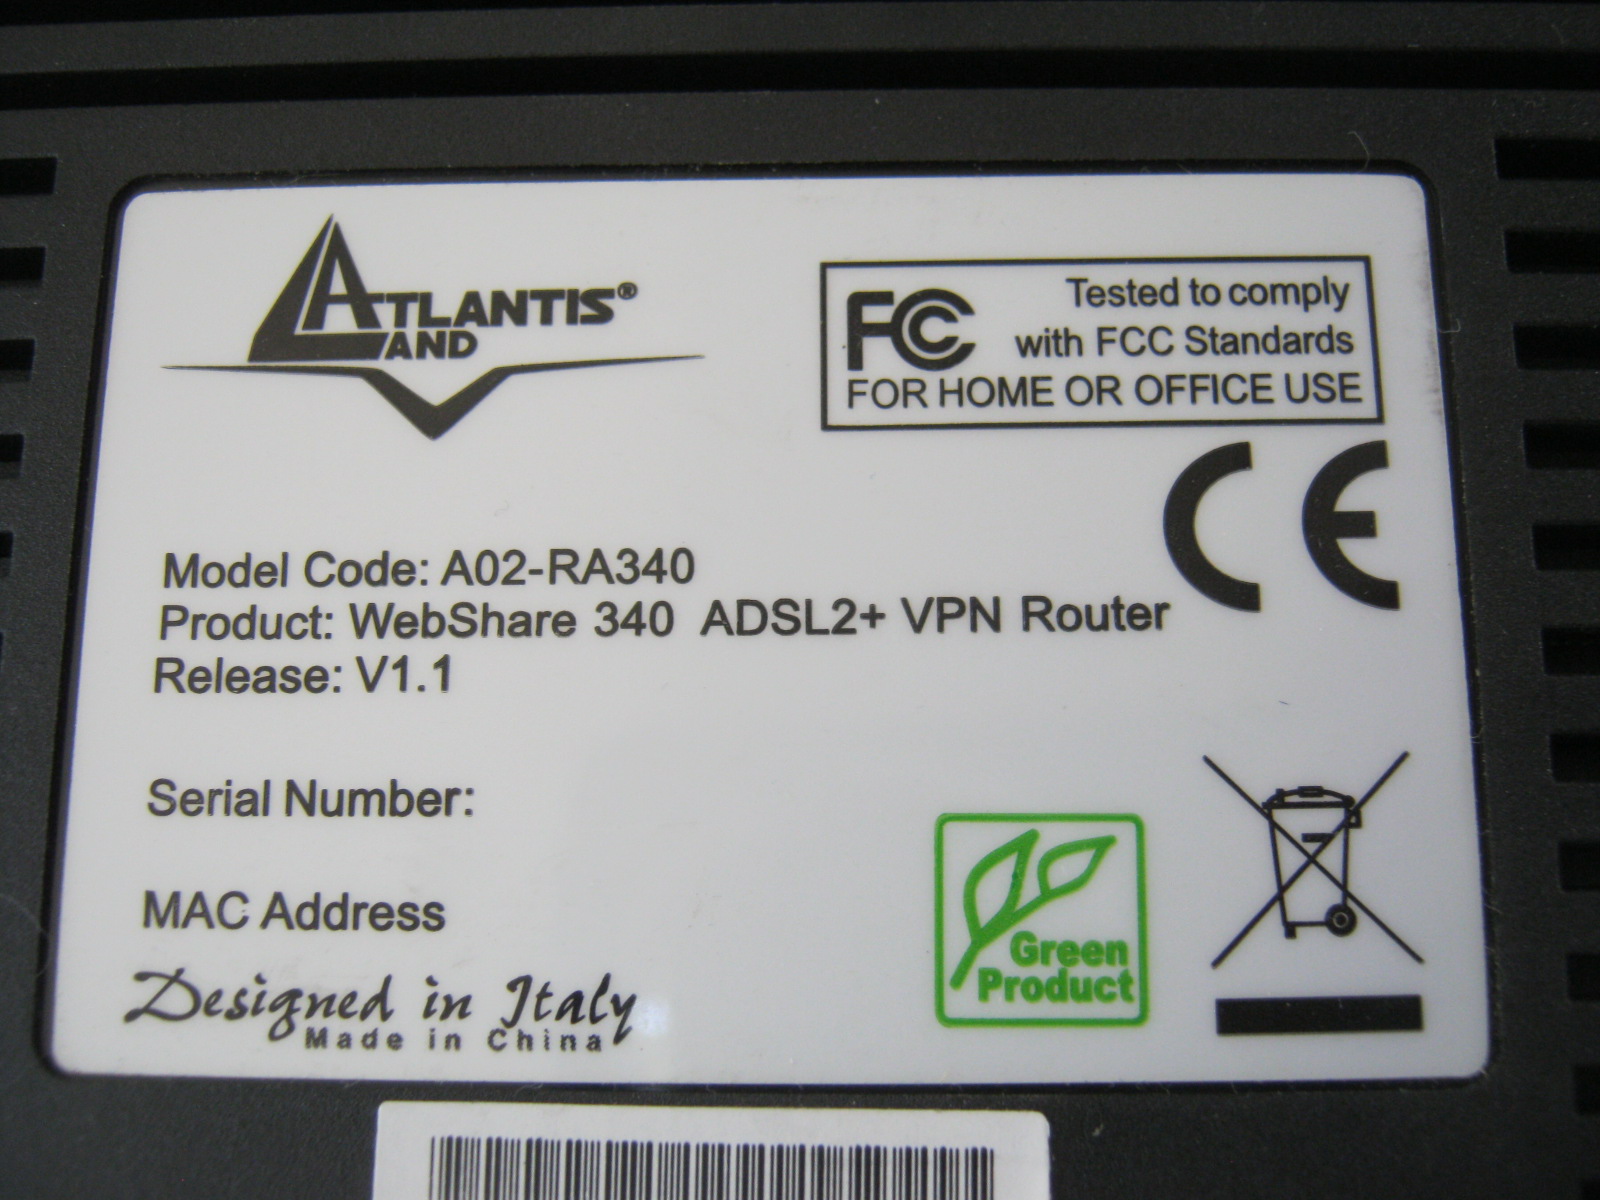 ATLANTIS®
LAND
FC Tested to comply
with FCC Standards
FOR HOME OR OFFICE USE
CE
Model Code: A02-RA340
Product: WebShare 340 ADSL2+ VPN Router
Release: V1.1
Serial Number:
MAC Address
Green
Product
Designed in Italy
Made in China